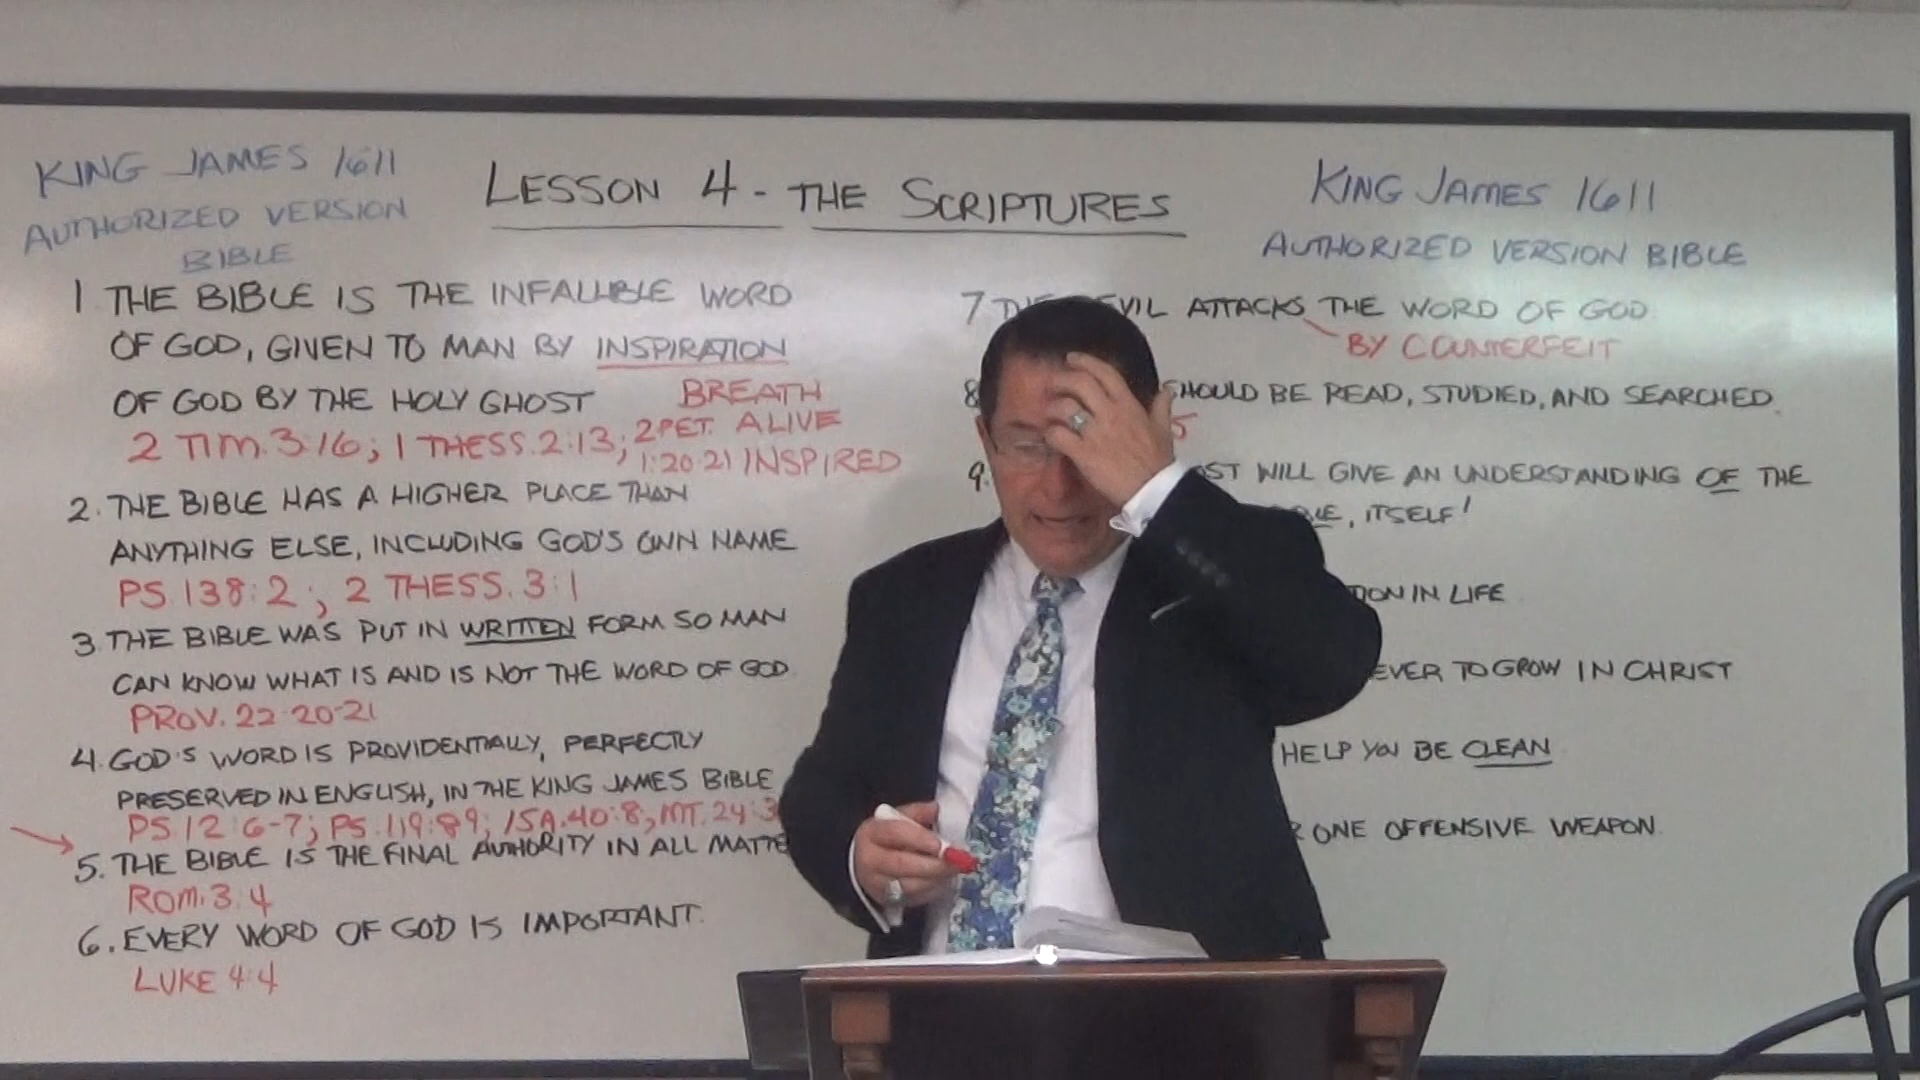 KING JAMES 1611
AUTHORIZED VERSION
BIBLE
LESSON 4 - THE SCRIPTURES
KING JAMES 1611
AUTHORIZED VERSION BIBLE
1 THE BIBLE IS THE INFALLIBLE WORD
OF GOD, GIVEN TO MAN BY INSPIRATION
OF GOD BY THE HOLY GHOST BREATH
2 TIM. 3:16; 1 THESS. 2:13; 2 PET. ALIVE
1:20-21 INSPIRED
2. THE BIBLE HAS A HIGHER PLACE THAN
ANYTHING ELSE, INCLUDING GOD'S OWN NAME
PS. 138:2; 2 THESS. 3:1
3. THE BIBLE WAS PUT IN WRITTEN FORM SO MAN
CAN KNOW WHAT IS AND IS NOT THE WORD OF GOD
PROV. 22:20-21
4. GOD'S WORD IS PROVIDENTIALLY, PERFECTLY
PRESERVED IN ENGLISH, IN THE KING JAMES BIBLE
PS 12:6-7; PS. 119:89; ISA. 40:8; MT. 24:3
5. THE BIBLE IS THE FINAL AUTHORITY IN ALL
ROM. 3:4
6. EVERY WORD OF GOD IS IMPORTANT.
LUKE 4:4
7 ATTACKS THE WORD OF GOD
BY COUNTERFEIT
8 SHOULD BE READ, STUDIED, AND SEARCHED.
5
9. WILL GIVE AN UNDERSTANDING OF THE
ITSELF!
IN LIFE
TO GROW IN CHRIST
HELP YOU BE CLEAN
ONE OFFENSIVE WEAPON